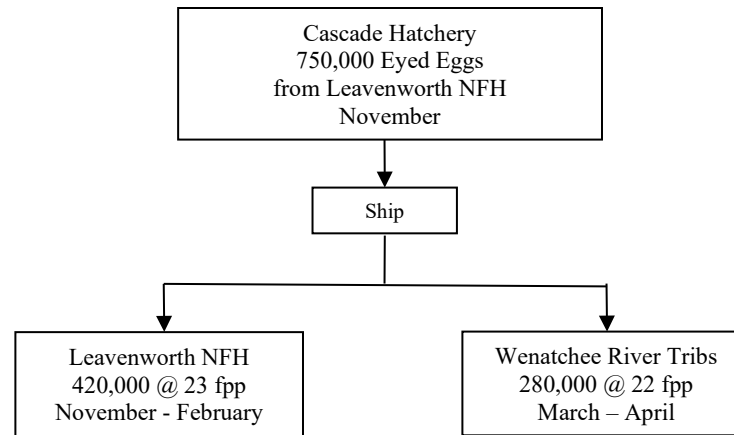 Cascade Hatchery
750,000 Eyed Eggs
from Leavenworth NFH
November
Ship
Leavenworth NFH
420,000 @ 23 fpp
November - February
Wenatchee River Tribs
280,000 @ 22 fpp
March – April